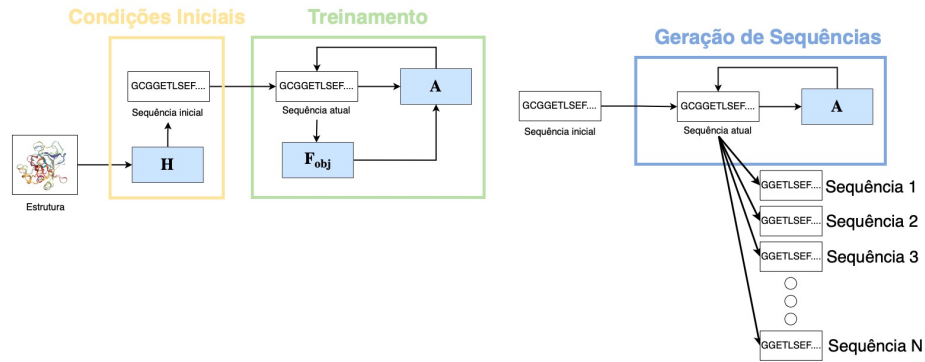 Condições Iniciais
Treinamento
GCGGETLSEF....
Sequência inicial
GCGGETLSEF....
Sequência atual
A
H
F_obj
Estrutura
Geração de Sequências
GCGGETLSEF....
Sequência inicial
GCGGETLSEF....
Sequência atual
A
GGETLSEF.... Sequência 1
GGETLSEF.... Sequência 2
GGETLSEF.... Sequência 3
GGETLSEF.... Sequência N